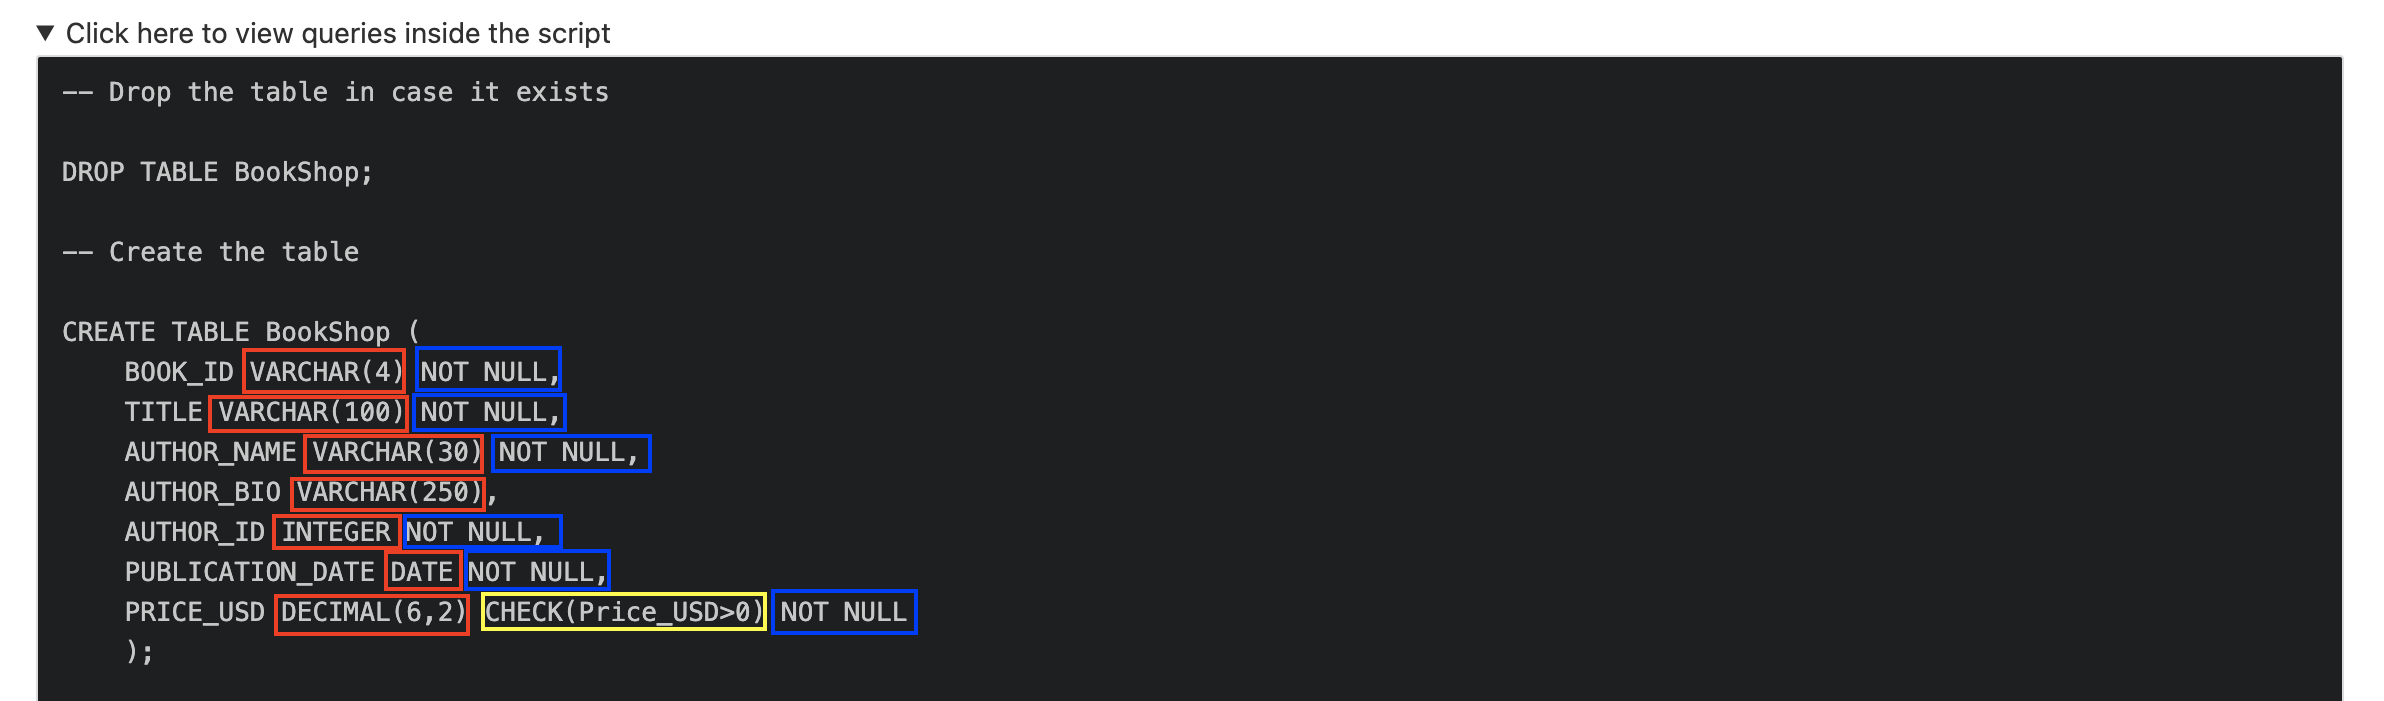 ▼ Click here to view queries inside the script
-- Drop the table in case it exists
DROP TABLE BookShop;
-- Create the table
CREATE TABLE BookShop (
BOOK_ID VARCHAR(4) NOT NULL,
TITLE VARCHAR(100) NOT NULL,
AUTHOR_NAME VARCHAR(30) NOT NULL,
AUTHOR_BIO VARCHAR(250),
AUTHOR_ID INTEGER NOT NULL,
PUBLICATION_DATE DATE NOT NULL,
PRICE_USD DECIMAL(6,2) CHECK(Price_USD>0) NOT NULL
);